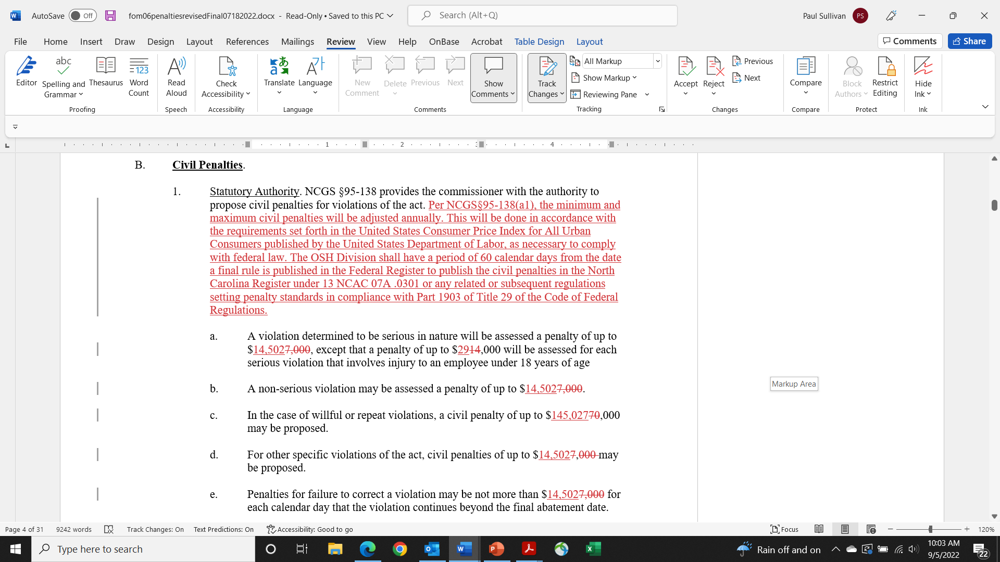 AutoSave Off fom06penaltiesrevisedFinal07182022.docx - Read-Only • Saved to this PC Search (Alt+Q) Paul Sullivan PS
File Home Insert Draw Design Layout References Mailings Review View Help OnBase Acrobat Table Design Layout Comments Share
Editor
Spelling and Grammar
Thesaurus
Word Count
Proofing
Read Aloud
Speech
Check Accessibility
Accessibility
Translate
Language
Language
New Comment
Delete
Previous
Next
Show Comments
Comments
Track Changes
All Markup
Show Markup
Reviewing Pane
Tracking
Accept
Reject
Previous
Next
Changes
Compare
Compare
Block Authors
Restrict Editing
Protect
Hide Ink
Ink
1 2 3 4
B. Civil Penalties.
1. Statutory Authority. NCGS §95-138 provides the commissioner with the authority to
propose civil penalties for violations of the act. Per NCGS§95-138(a1), the minimum and
maximum civil penalties will be adjusted annually. This will be done in accordance with
the requirements set forth in the United States Consumer Price Index for All Urban
Consumers published by the United States Department of Labor, as necessary to comply
with federal law. The OSH Division shall have a period of 60 calendar days from the date
a final rule is published in the Federal Register to publish the civil penalties in the North
Carolina Register under 13 NCAC 07A .0301 or any related or subsequent regulations
setting penalty standards in compliance with Part 1903 of Title 29 of the Code of Federal
Regulations.
a. A violation determined to be serious in nature will be assessed a penalty of up to
$14,5027,000, except that a penalty of up to $2914,000 will be assessed for each
serious violation that involves injury to an employee under 18 years of age
b. A non-serious violation may be assessed a penalty of up to $14,5027,000.
c. In the case of willful or repeat violations, a civil penalty of up to $145,02770,000
may be proposed.
d. For other specific violations of the act, civil penalties of up to $14,5027,000 may
be proposed.
e. Penalties for failure to correct a violation may be not more than $14,5027,000 for
each calendar day that the violation continues beyond the final abatement date.
Markup Area
Page 4 of 31 9242 words Track Changes: On Text Predictions: On Accessibility: Good to go Focus 120%
Type here to search Rain off and on 10:03 AM
9/5/2022 22